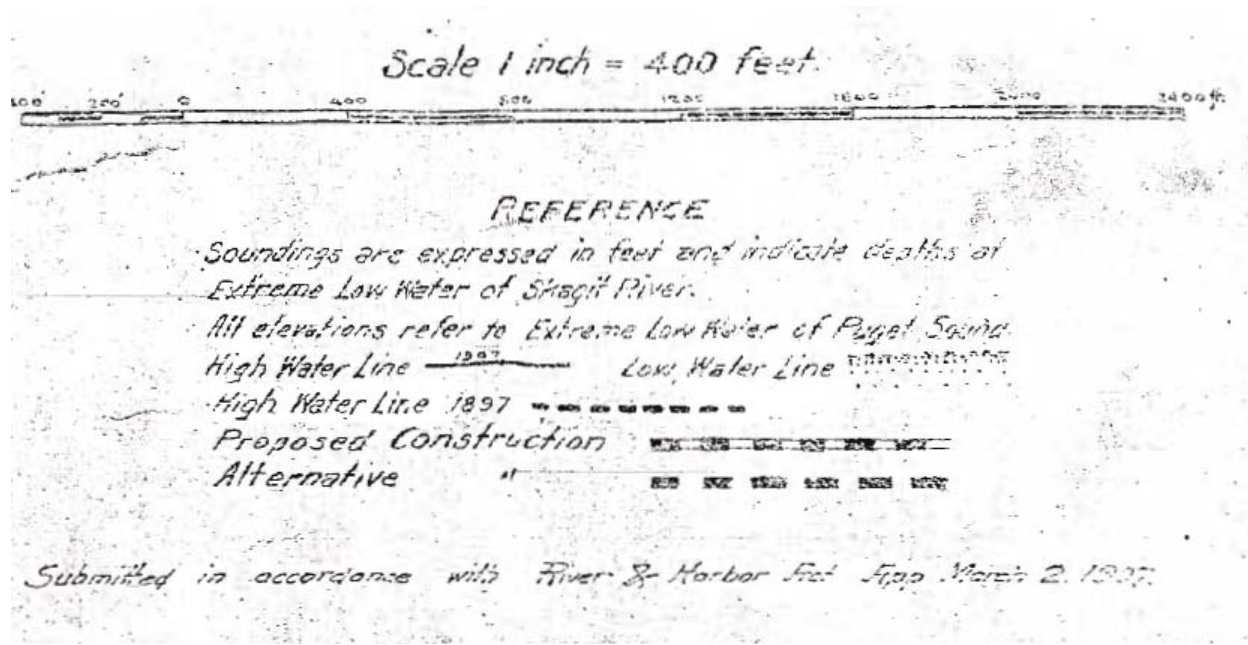 Scale 1 inch = 400 feet.
400 200 0 400 800 1200 1600 2000 2400 ft.
REFERENCE
Soundings are expressed in feet and indicate depths at
Extreme Low Water of Skagit River.
All elevations refer to Extreme Low Water of Puget Sound.
High Water Line 1907 Low Water Line
High Water Line 1897
Proposed Construction
Alternative "
Submitted in accordance with River & Harbor Act App March 2, 1907.